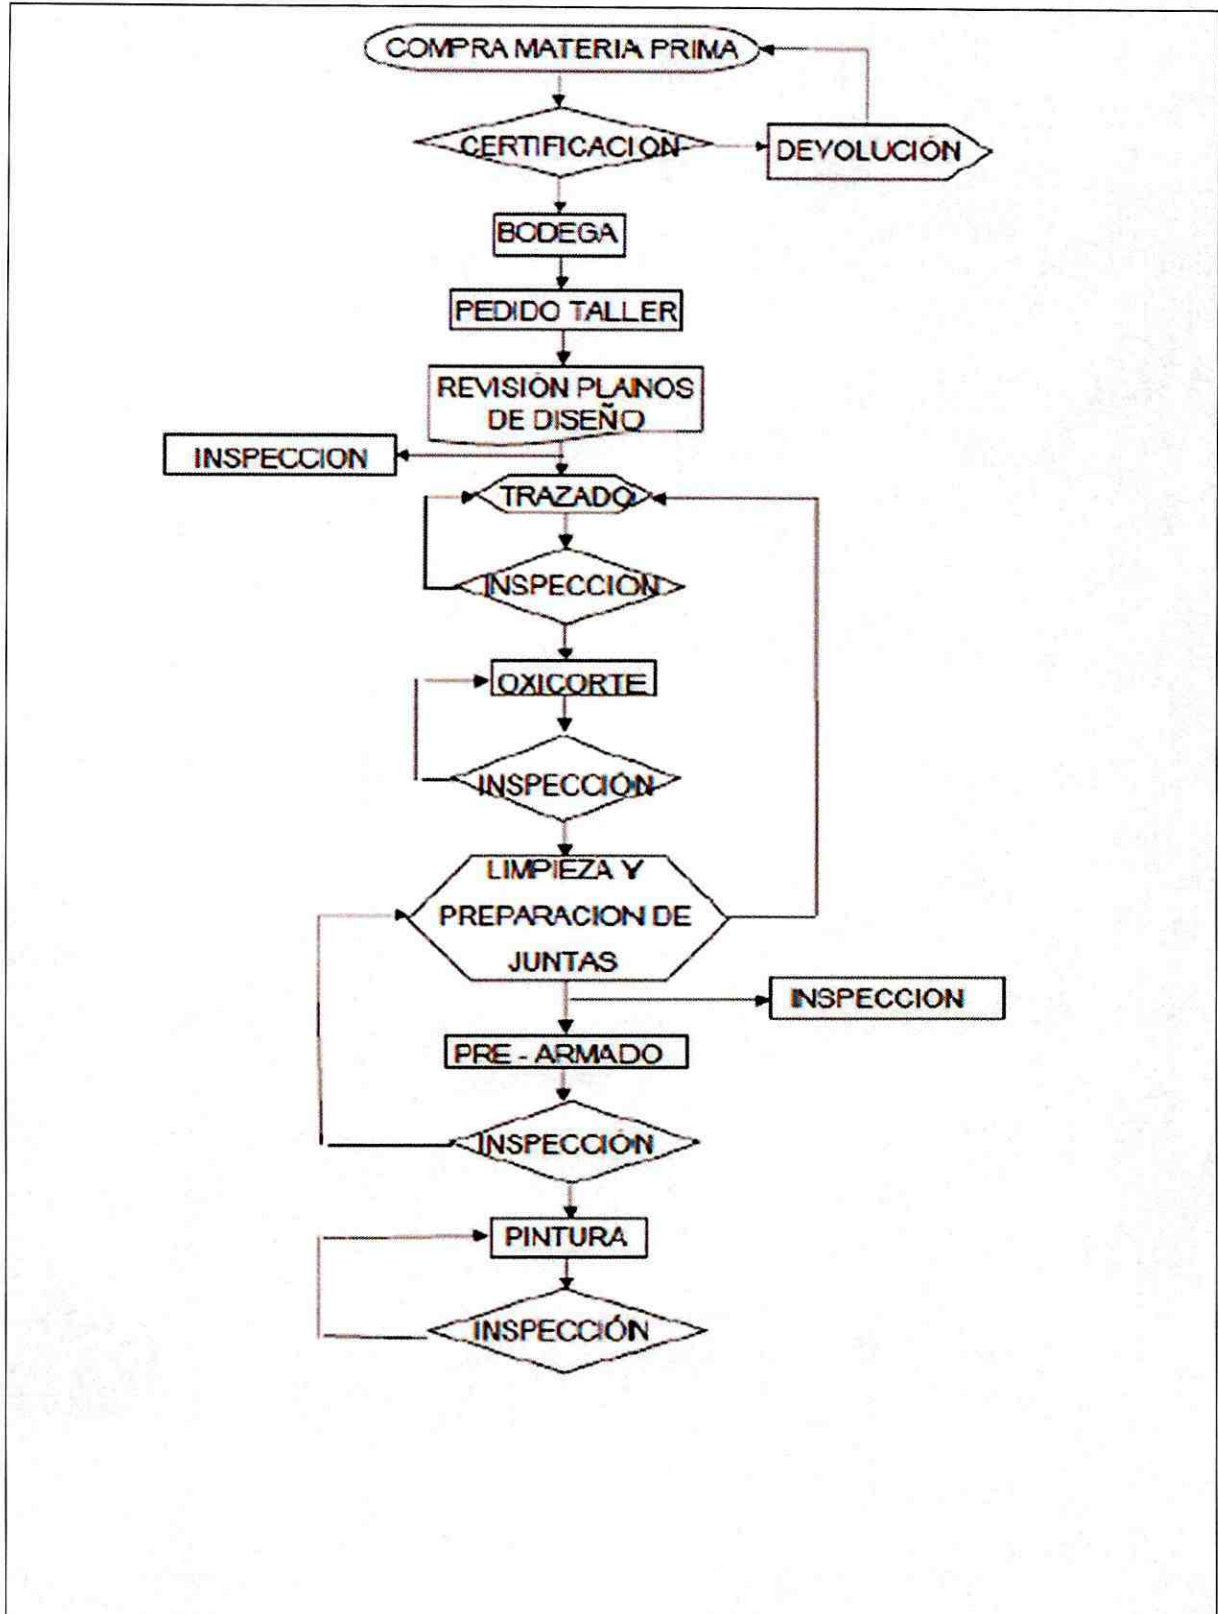 COMPRA MATERIA PRIMA
CERTIFICACION
DEVOLUCIÓN
BODEGA
PEDIDO TALLER
REVISIÓN PLANOS
DE DISEÑO
INSPECCION
TRAZADO
INSPECCION
OXICORTE
INSPECCIÓN
LIMPIEZA Y
PREPARACION DE
JUNTAS
INSPECCION
PRE - ARMADO
INSPECCIÓN
PINTURA
INSPECCIÓN